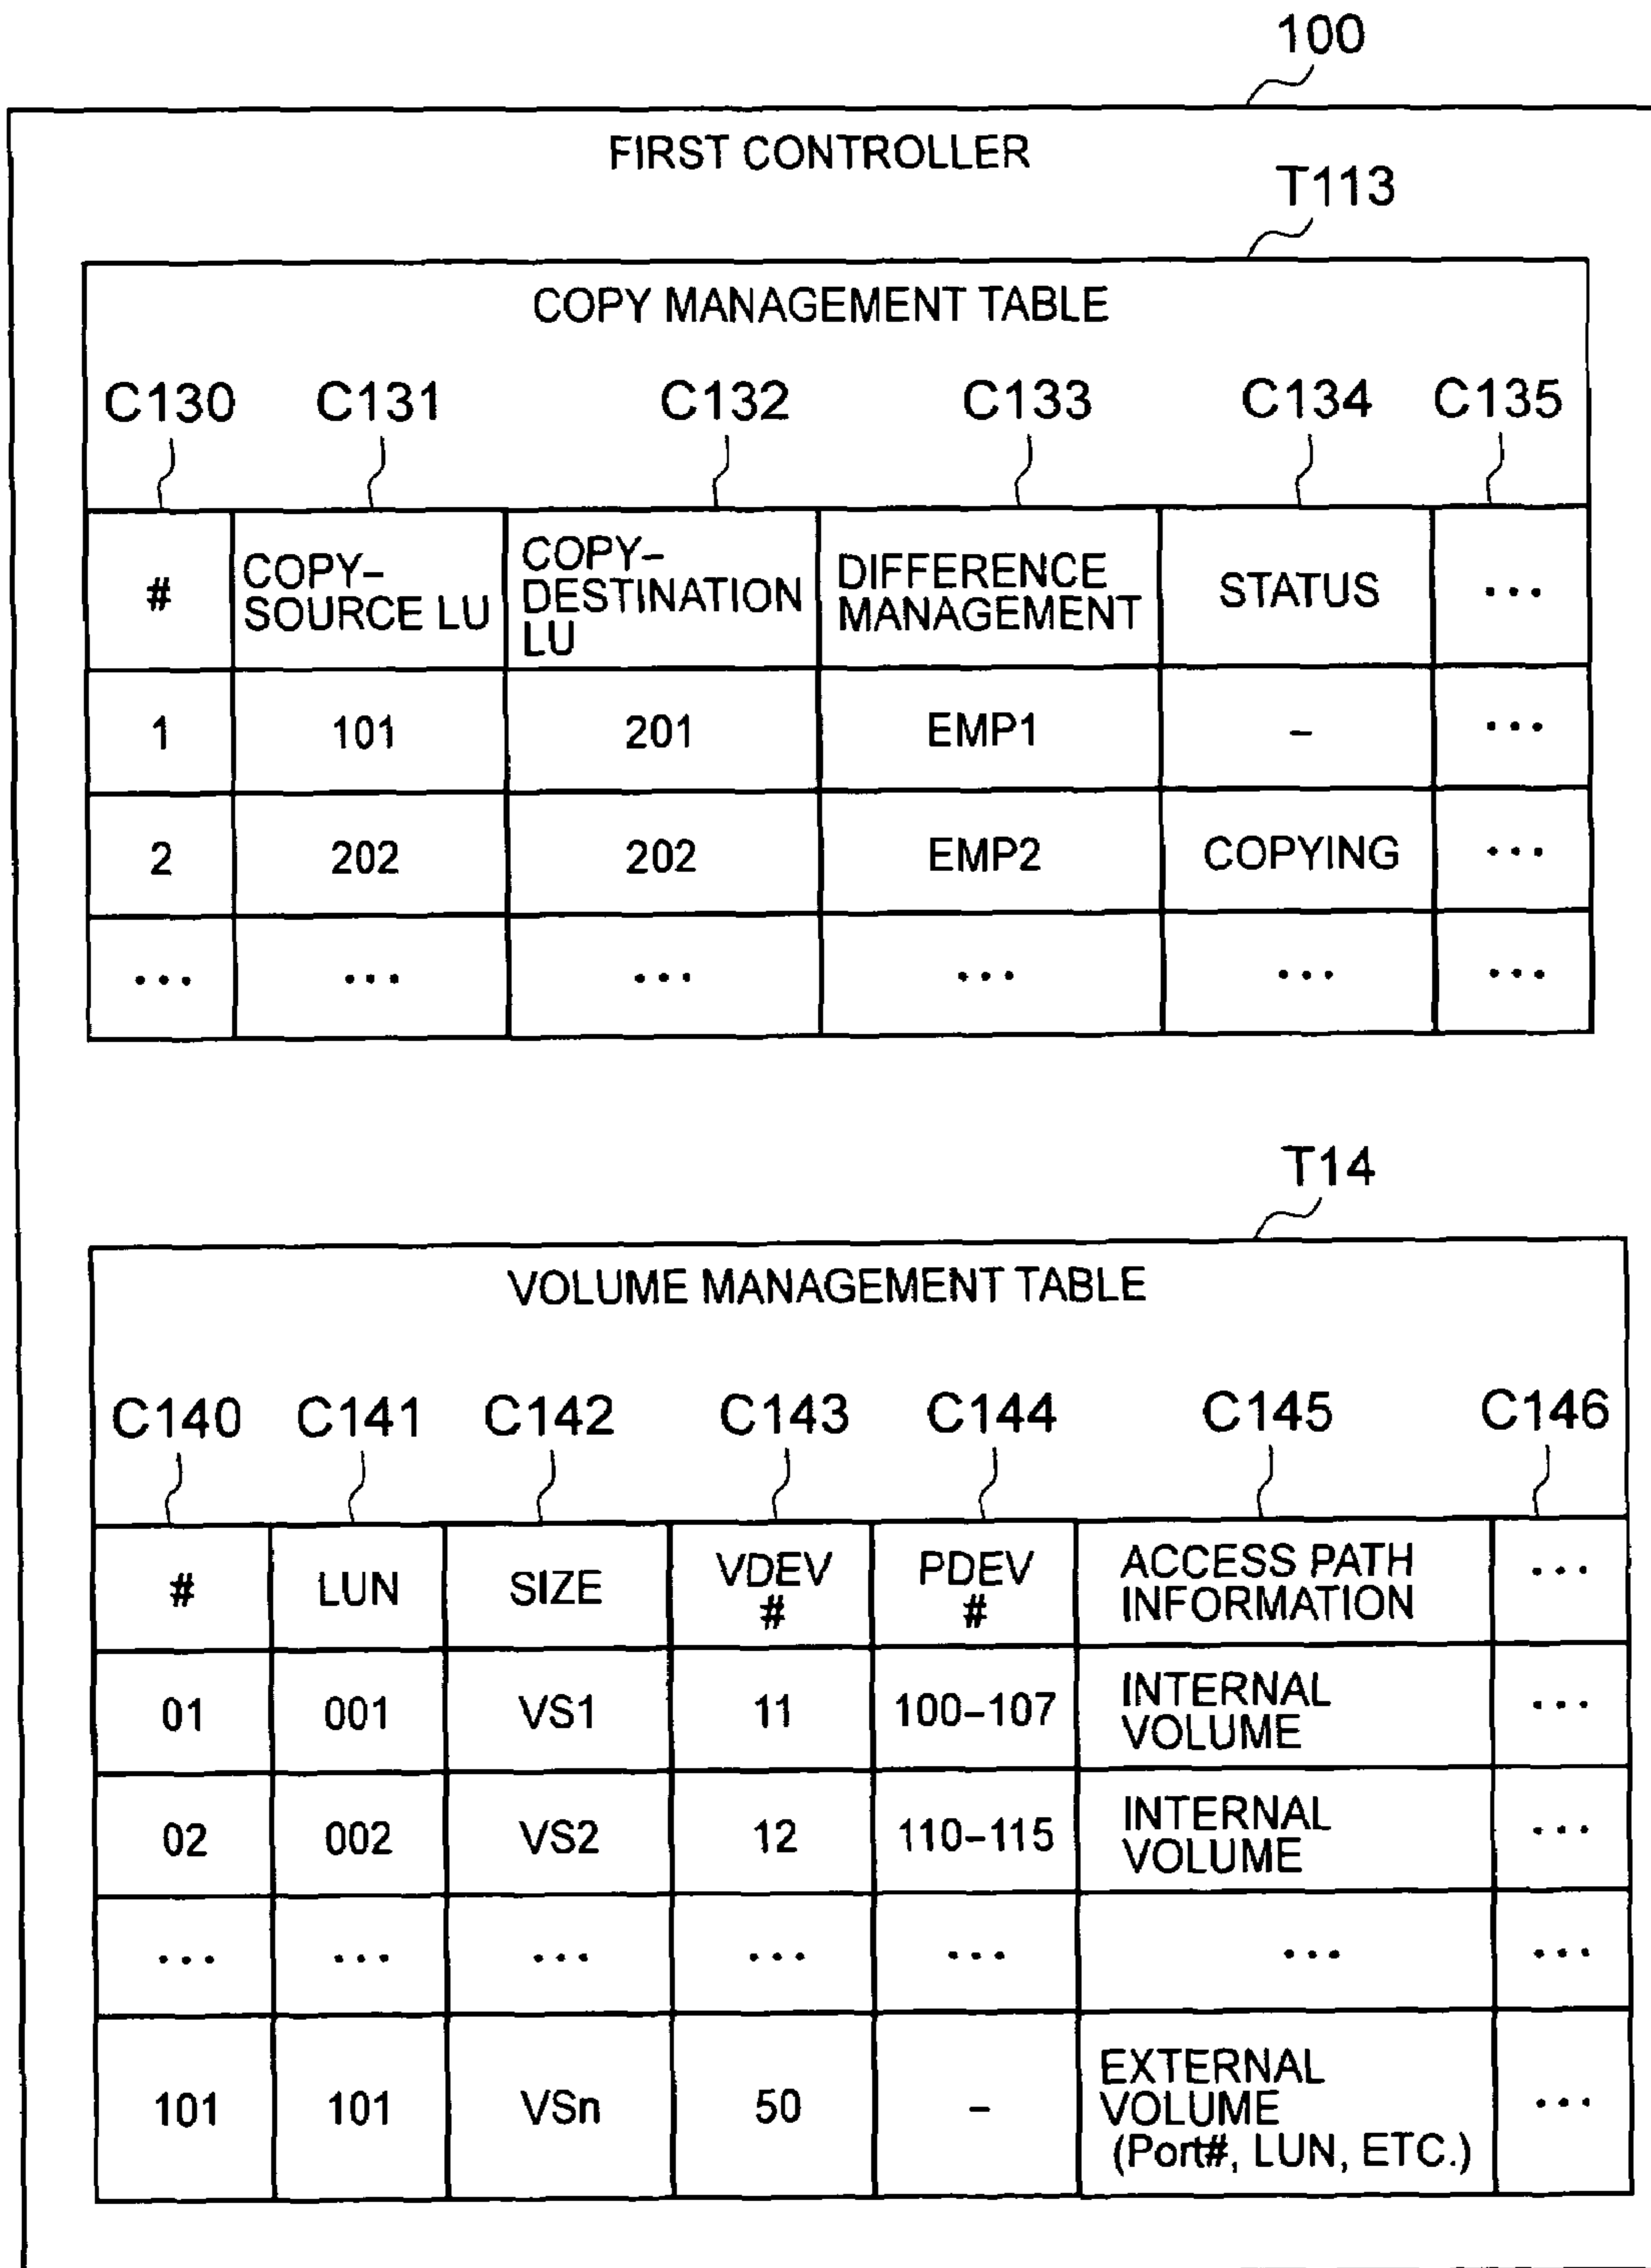 100
FIRST CONTROLLER
T113
COPY MANAGEMENT TABLE
C130 C131 C132 C133 C134 C135
# COPY-SOURCE LU COPY-DESTINATION LU DIFFERENCE MANAGEMENT STATUS ...
1 101 201 EMP1 - ...
2 202 202 EMP2 COPYING ...
... ... ... ... ... ...
T14
VOLUME MANAGEMENT TABLE
C140 C141 C142 C143 C144 C145 C146
# LUN SIZE VDEV # PDEV # ACCESS PATH INFORMATION ...
01 001 VS1 11 100-107 INTERNAL VOLUME ...
02 002 VS2 12 110-115 INTERNAL VOLUME ...
... ... ... ... ... ... ...
101 101 VSn 50 - EXTERNAL VOLUME (Port#, LUN, ETC.) ...